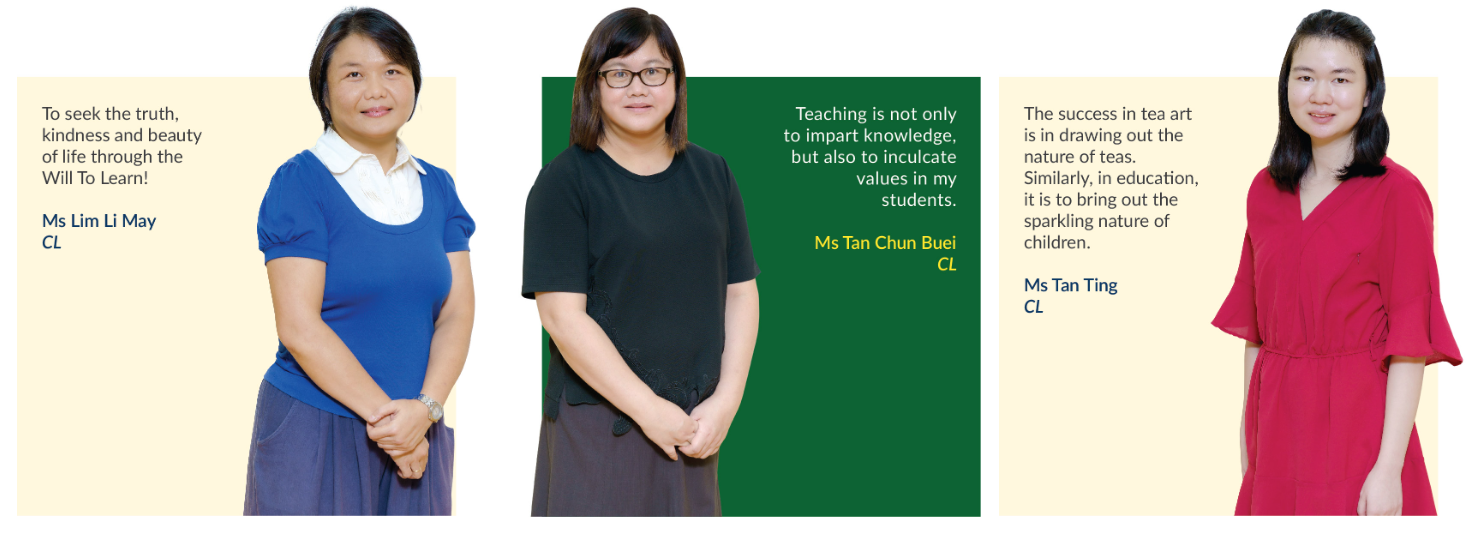 To seek the truth,
kindness and beauty
of life through the
Will To Learn!
Ms Lim Li May
CL
Teaching is not only
to impart knowledge,
but also to inculcate
values in my
students.
Ms Tan Chun Buei
CL
The success in tea art
is in drawing out the
nature of teas.
Similarly, in education,
it is to bring out the
sparkling nature of
children.
Ms Tan Ting
CL